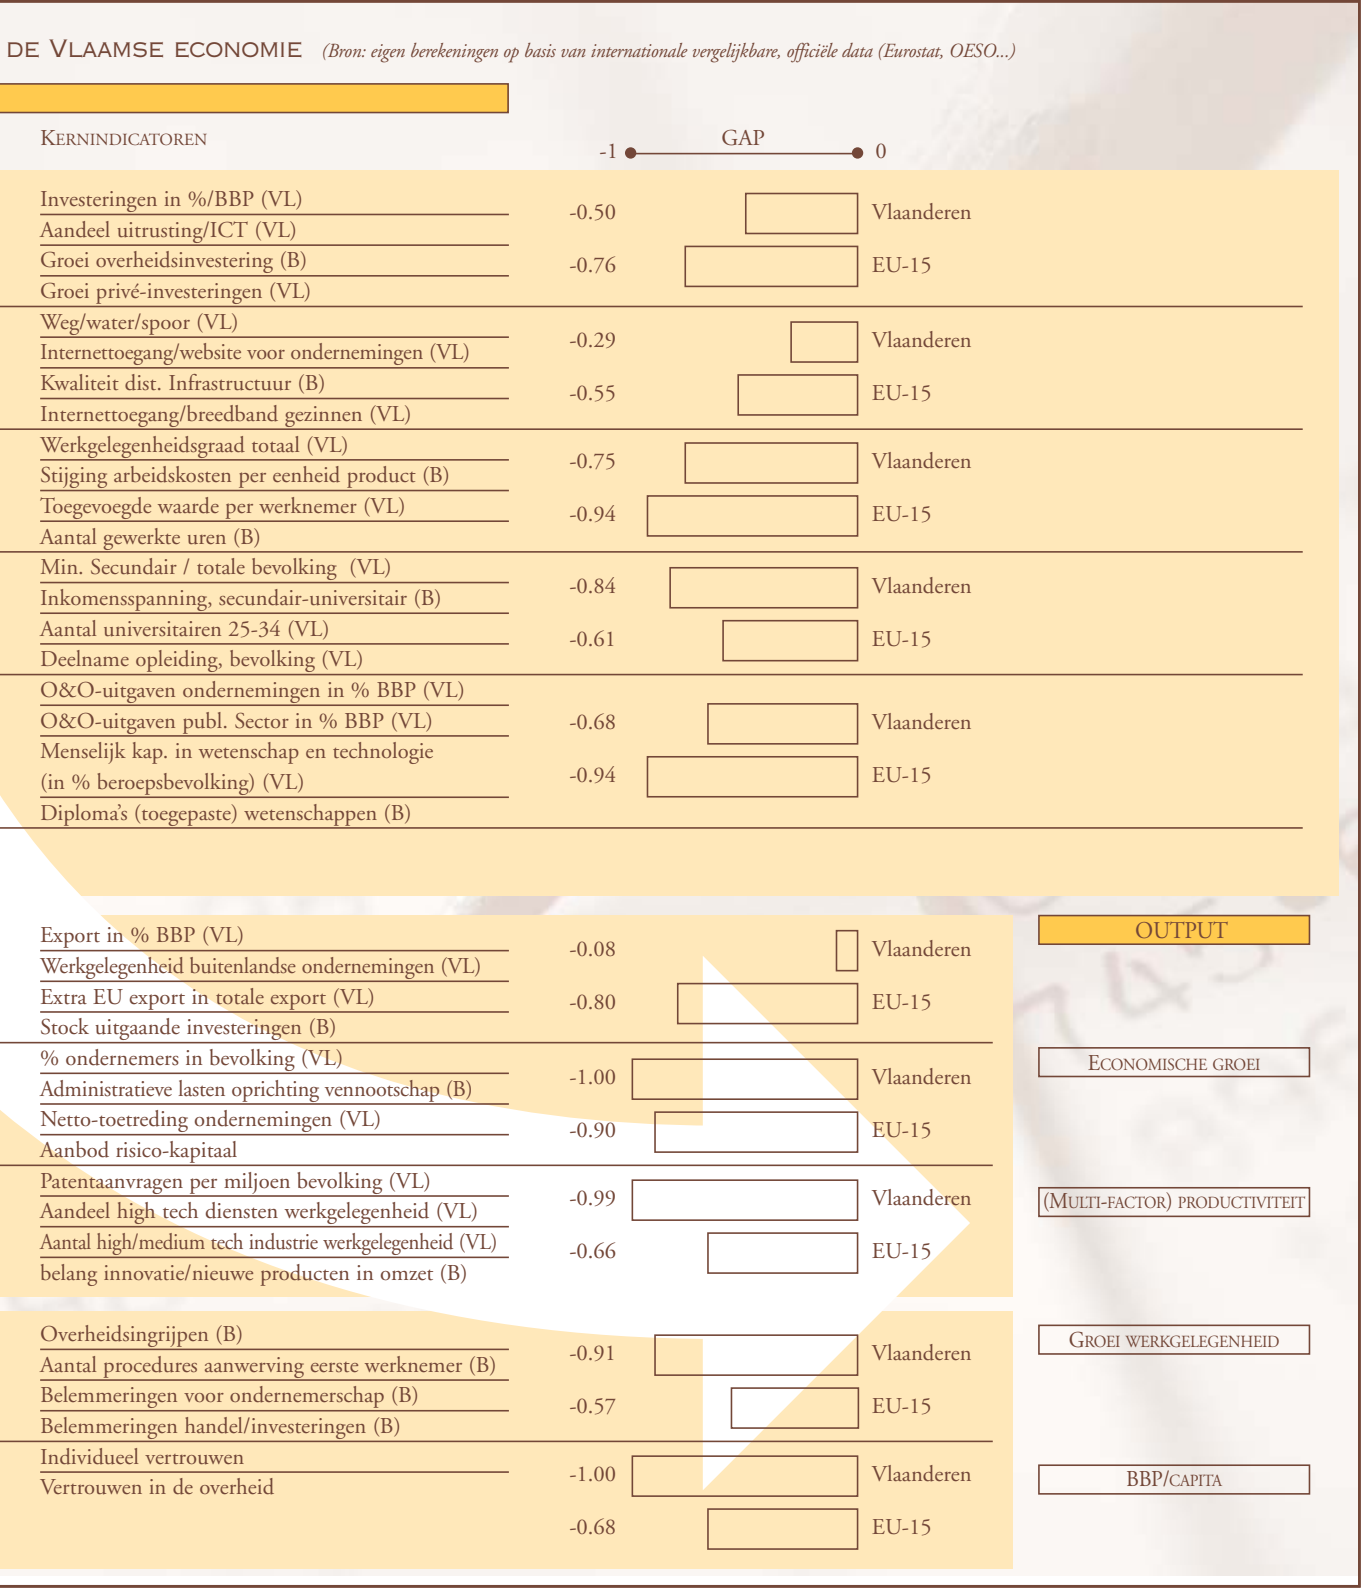 DE VLAAMSE ECONOMIE (Bron: eigen berekeningen op basis van internationale vergelijkbare, officiële data (Eurostat, OESO...)
KERNINDICATOREN
-1 GAP 0
Investeringen in %/BBP (VL)
Aandeel uitrusting/ICT (VL)
Groei overheidsinvestering (B)
Groei privé-investeringen (VL)
-0.50 Vlaanderen
-0.76 EU-15
Weg/water/spoor (VL)
Internettoegang/website voor ondernemingen (VL)
Kwaliteit dist. Infrastructuur (B)
Internettoegang/breedband gezinnen (VL)
-0.29 Vlaanderen
-0.55 EU-15
Werkgelegenheidsgraad totaal (VL)
Stijging arbeidskosten per eenheid product (B)
Toegevoegde waarde per werknemer (VL)
Aantal gewerkte uren (B)
-0.75 Vlaanderen
-0.94 EU-15
Min. Secundair / totale bevolking (VL)
Inkomensspanning, secundair-universitair (B)
Aantal universitairen 25-34 (VL)
Deelname opleiding, bevolking (VL)
-0.84 Vlaanderen
-0.61 EU-15
O&O-uitgaven ondernemingen in % BBP (VL)
O&O-uitgaven publ. Sector in % BBP (VL)
Menselijk kap. in wetenschap en technologie
(in % beroepsbevolking) (VL)
Diploma's (toegepaste) wetenschappen (B)
-0.68 Vlaanderen
-0.94 EU-15
Export in % BBP (VL)
Werkgelegenheid buitenlandse ondernemingen (VL)
Extra EU export in totale export (VL)
Stock uitgaande investeringen (B)
-0.08 Vlaanderen
-0.80 EU-15
% ondernemers in bevolking (VL)
Administratieve lasten oprichting vennootschap (B)
Netto-toetreding ondernemingen (VL)
Aanbod risico-kapitaal
-1.00 Vlaanderen
-0.90 EU-15
Patentaanvragen per miljoen bevolking (VL)
Aandeel high tech diensten werkgelegenheid (VL)
Aantal high/medium tech industrie werkgelegenheid (VL)
belang innovatie/nieuwe producten in omzet (B)
-0.99 Vlaanderen
-0.66 EU-15
Overheidsingrijpen (B)
Aantal procedures aanwerving eerste werknemer (B)
Belemmeringen voor ondernemerschap (B)
Belemmeringen handel/investeringen (B)
-0.91 Vlaanderen
-0.57 EU-15
Individueel vertrouwen
Vertrouwen in de overheid
-1.00 Vlaanderen
-0.68 EU-15
OUTPUT
ECONOMISCHE GROEI
(MULTI-FACTOR) PRODUCTIVITEIT
GROEI WERKGELEGENHEID
BBP/CAPITA